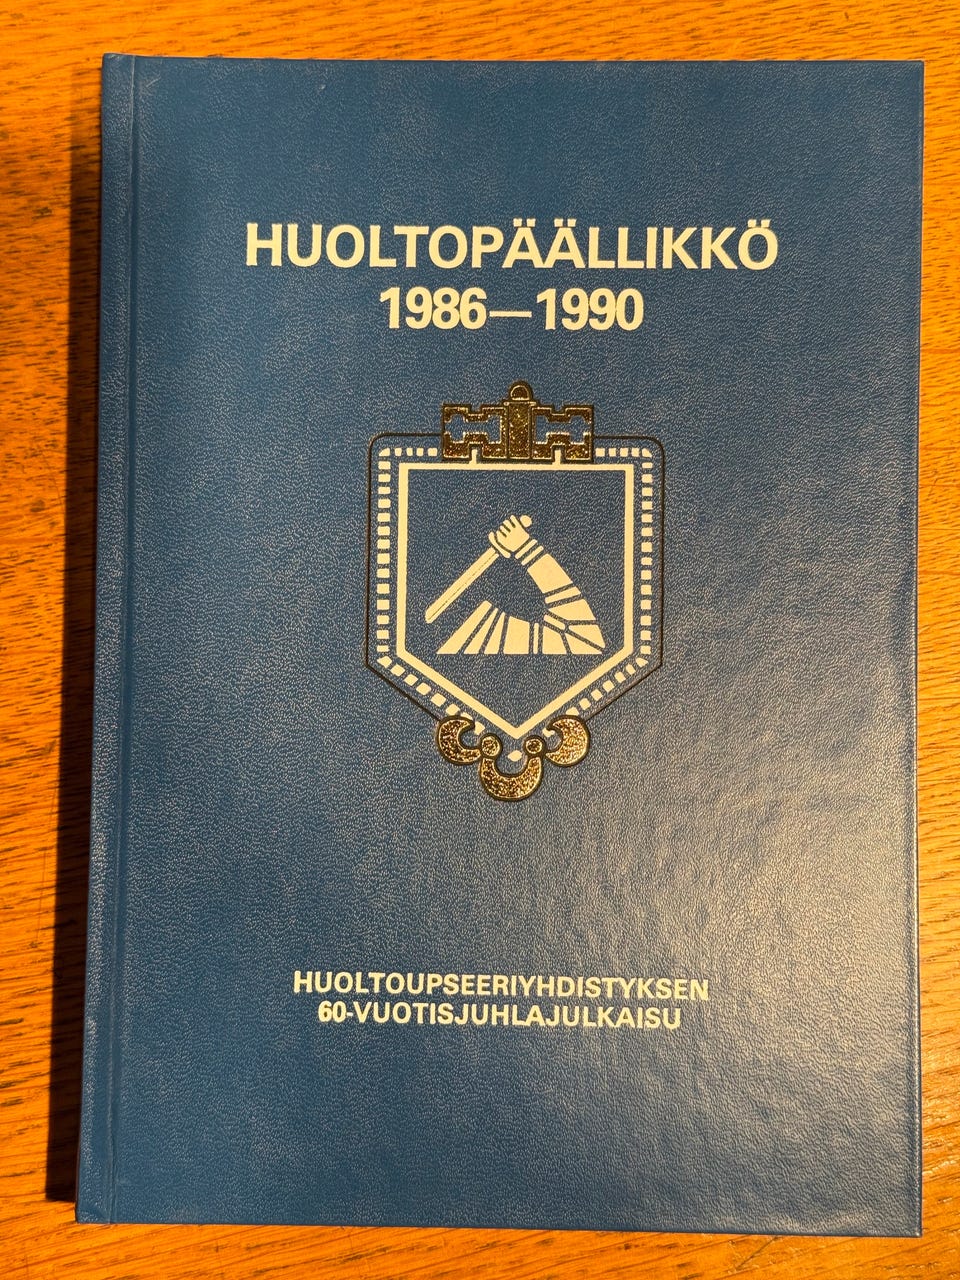 HUOLTOPÄÄLLIKKÖ
1986—1990
HUOLTOUPSEERIYHDISTYKSEN
60-VUOTISJUHLAJULKAISU